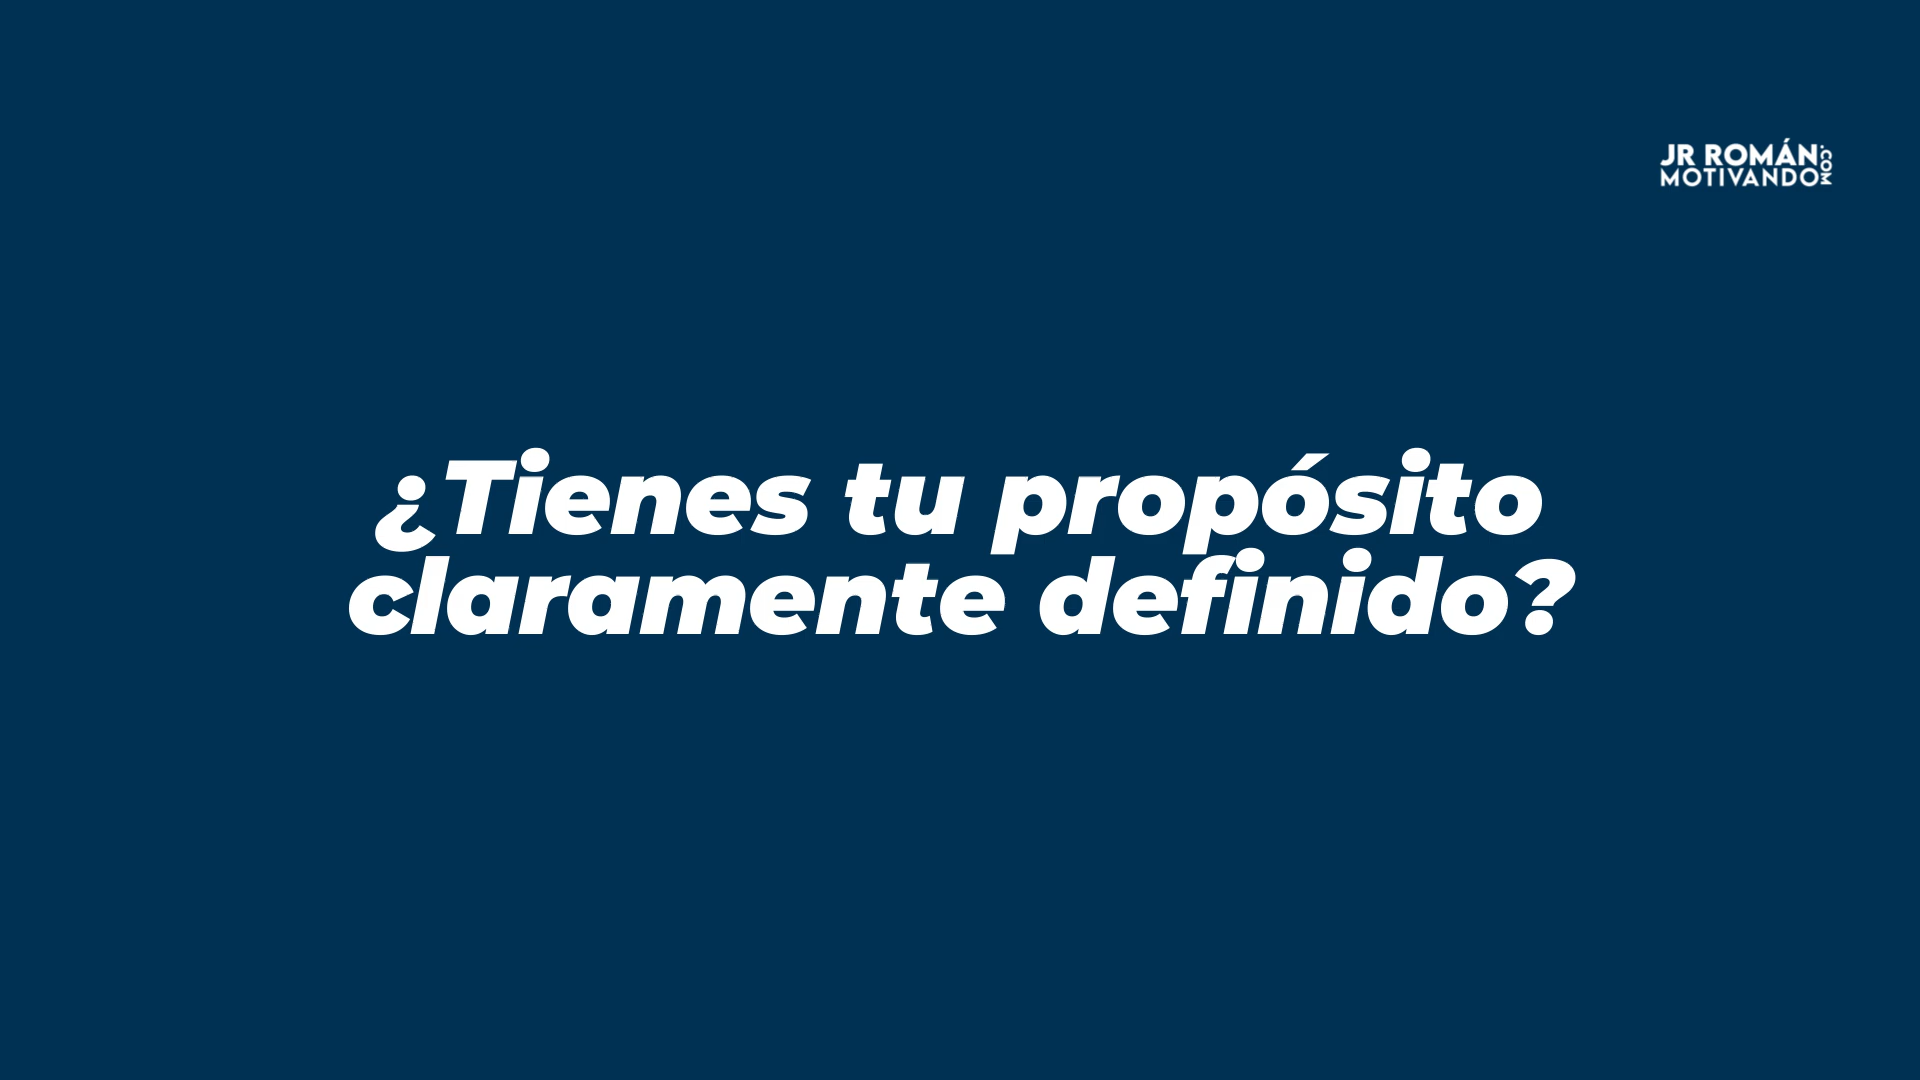 JR ROMÁN.COM
MOTIVANDO
¿Tienes tu propósito
claramente definido?